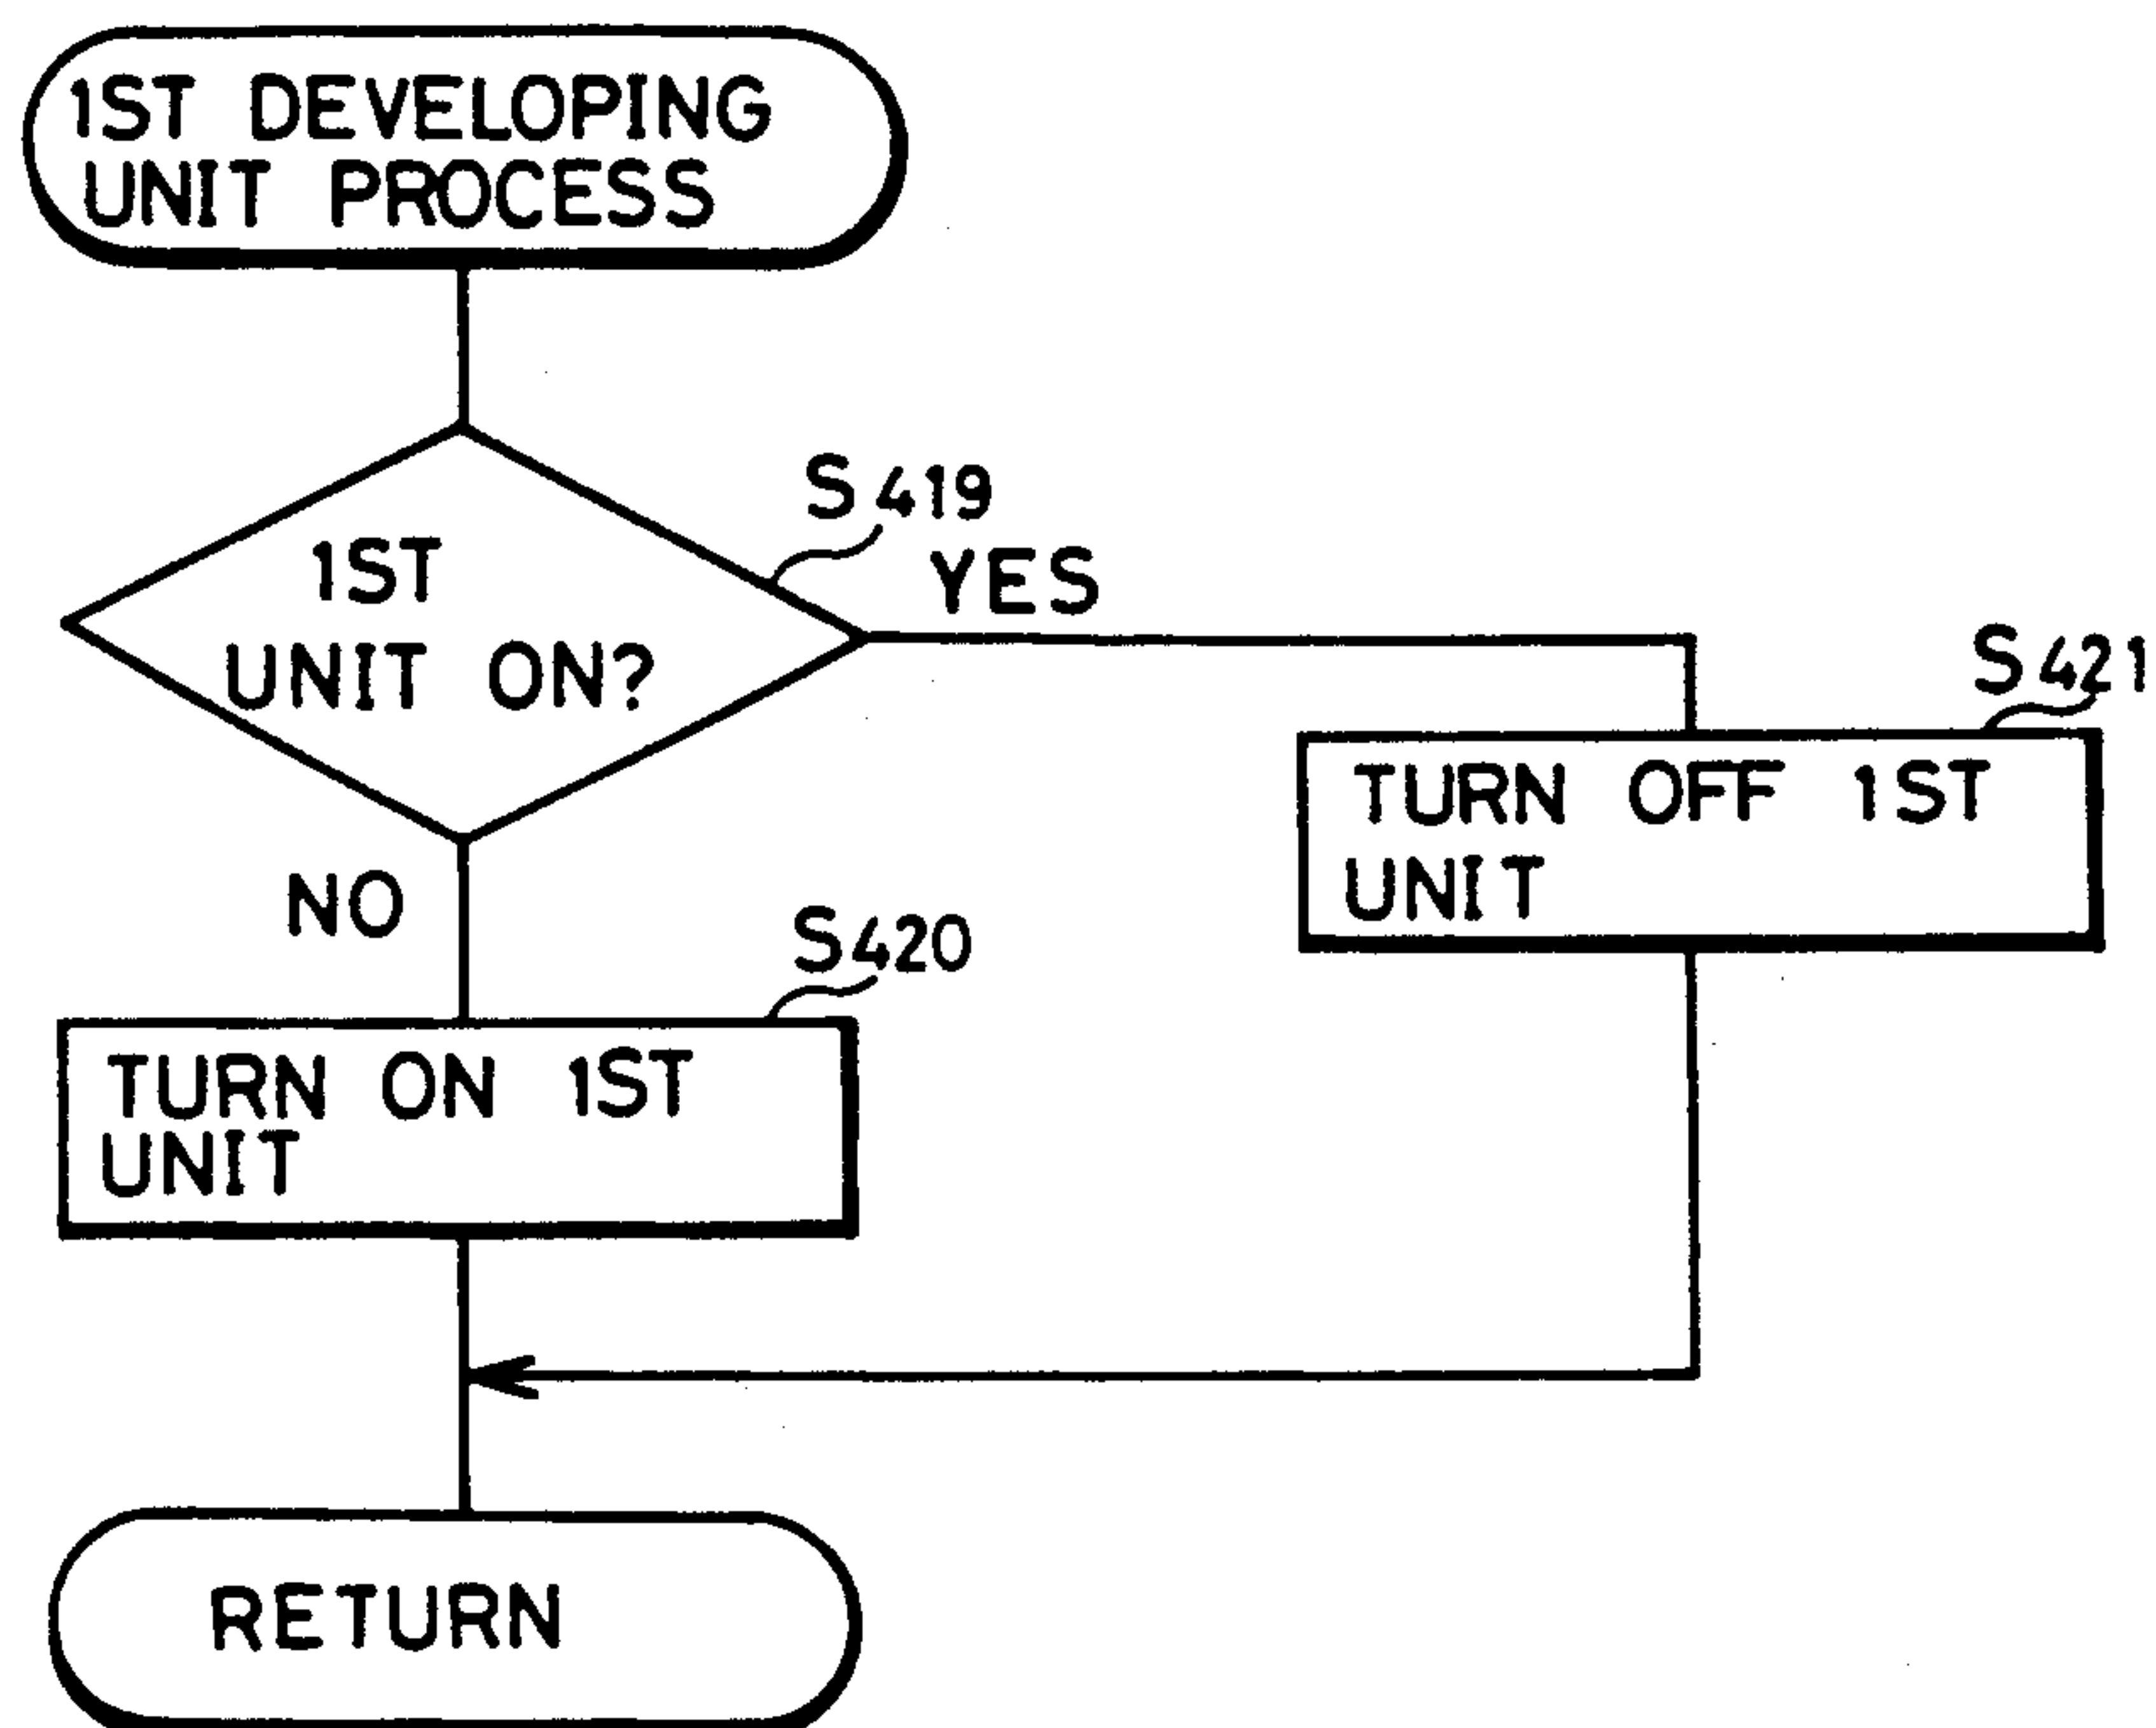 1ST DEVELOPING
UNIT PROCESS
S419
1ST
UNIT ON?
YES
S421
TURN OFF 1ST
UNIT
NO
S420
TURN ON 1ST
UNIT
RETURN